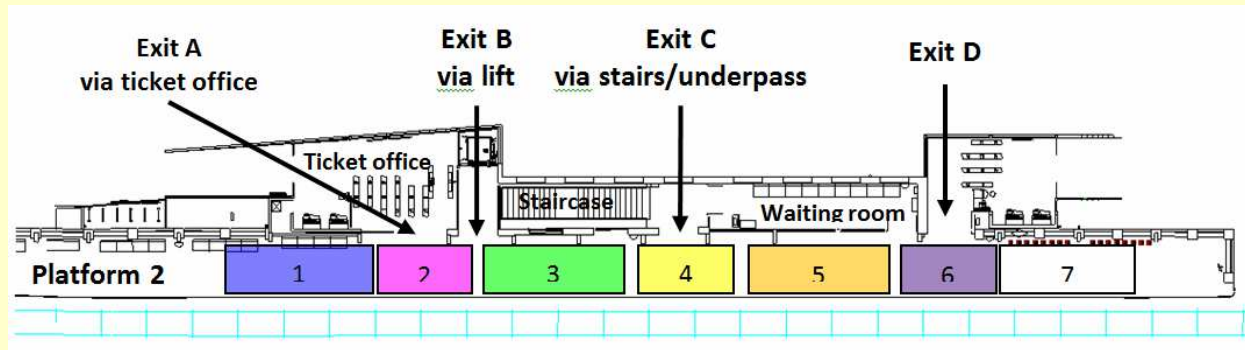 Exit A
via ticket office
Exit B
via lift
Exit C
via stairs/underpass
Exit D
Ticket office
Staircase
Waiting room
Platform 2
1
2
3
4
5
6
7